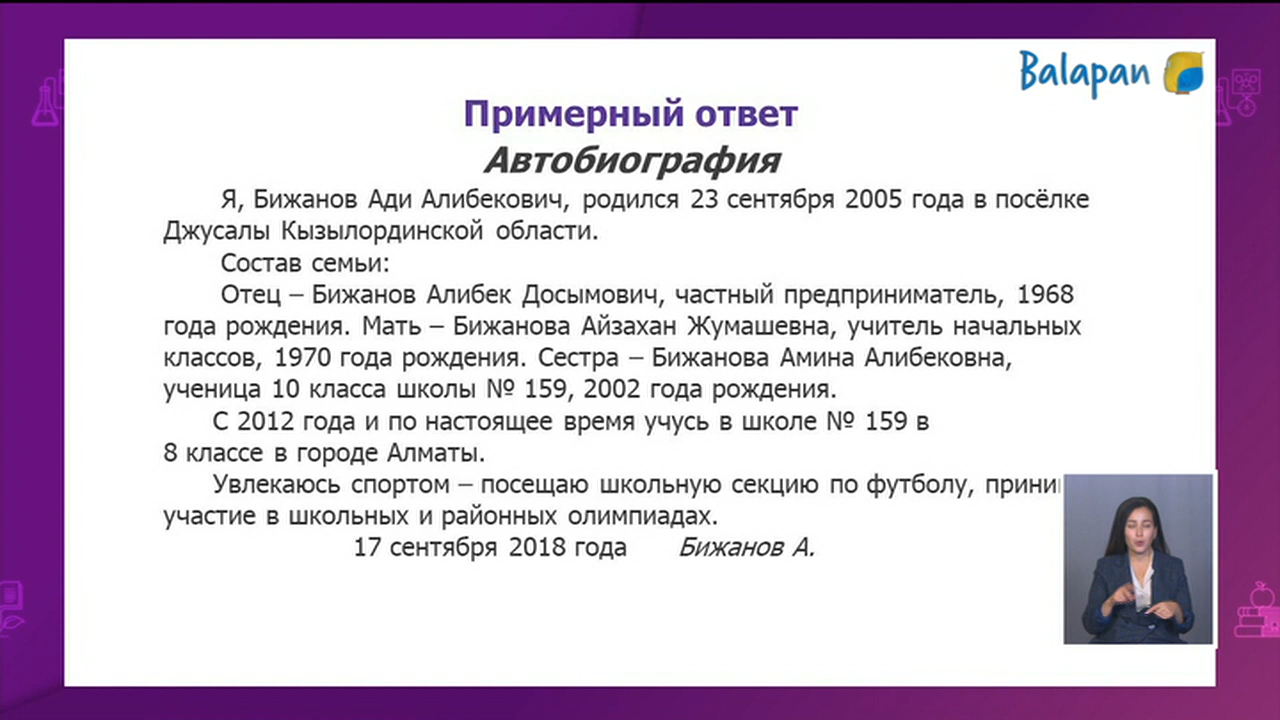 Balapan
Примерный ответ
Автобиография
Я, Бижанов Ади Алибекович, родился 23 сентября 2005 года в посёлке
Джусалы Кызылординской области.
Состав семьи:
Отец – Бижанов Алибек Досымович, частный предприниматель, 1968
года рождения. Мать – Бижанова Айзахан Жумашевна, учитель начальных
классов, 1970 года рождения. Сестра – Бижанова Амина Алибековна,
ученица 10 класса школы № 159, 2002 года рождения.
С 2012 года и по настоящее время учусь в школе № 159 в
8 классе в городе Алматы.
Увлекаюсь спортом – посещаю школьную секцию по футболу,
участие в школьных и районных олимпиадах.
17 сентября 2018 года Бижанов А.